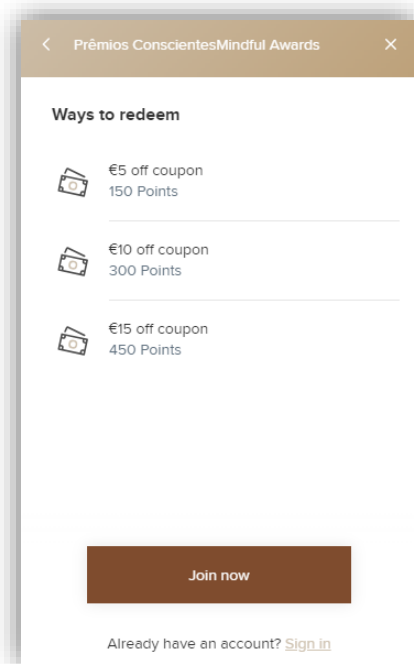 Prêmios ConscientesMindful Awards
Ways to redeem
€5 off coupon
150 Points
€10 off coupon
300 Points
€15 off coupon
450 Points
Join now
Already have an account? Sign in